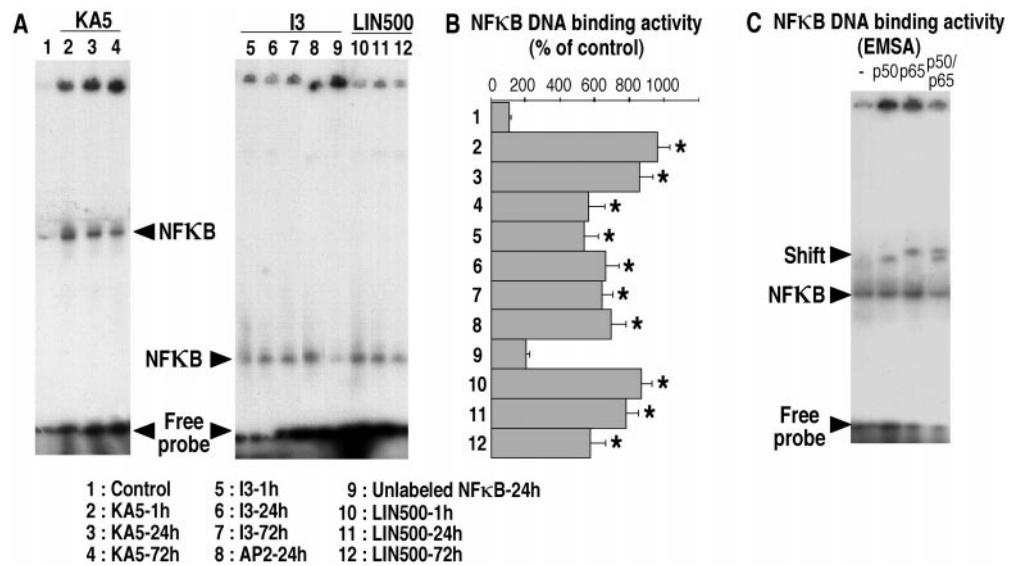 A
KA5
1 2 3 4
I3
LIN500
5 6 7 8 9 10 11 12
NFκB
NFκB
Free
probe
B NFκB DNA binding activity
(% of control)
0 200 400 600 800 1000
1
2 *
3 *
4 *
5 *
6 *
7 *
8 *
9
10 *
11 *
12 *
C NFκB DNA binding activity
(EMSA)
- p50 p65 p50/
p65
Shift
NFκB
Free
probe
1 : Control
2 : KA5-1h
3 : KA5-24h
4 : KA5-72h
5 : I3-1h
6 : I3-24h
7 : I3-72h
8 : AP2-24h
9 : Unlabeled NFκB-24h
10 : LIN500-1h
11 : LIN500-24h
12 : LIN500-72h